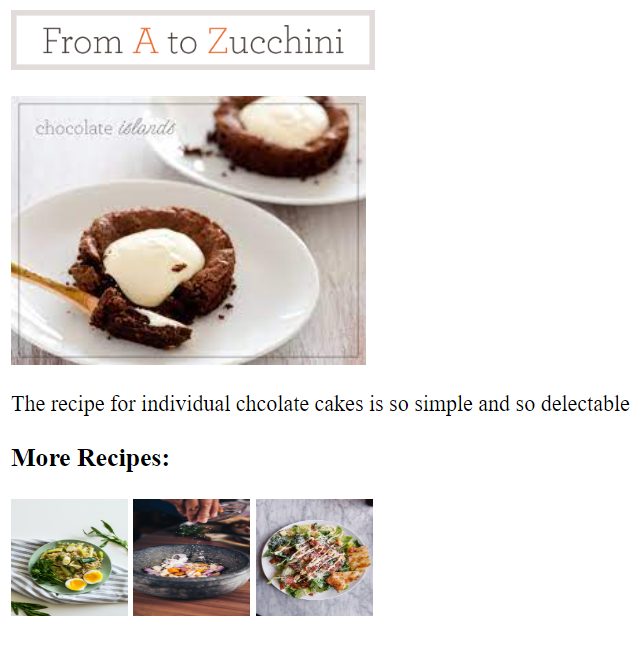 From A to Zucchini
chocolate islands
The recipe for individual chcolate cakes is so simple and so delectable
More Recipes: